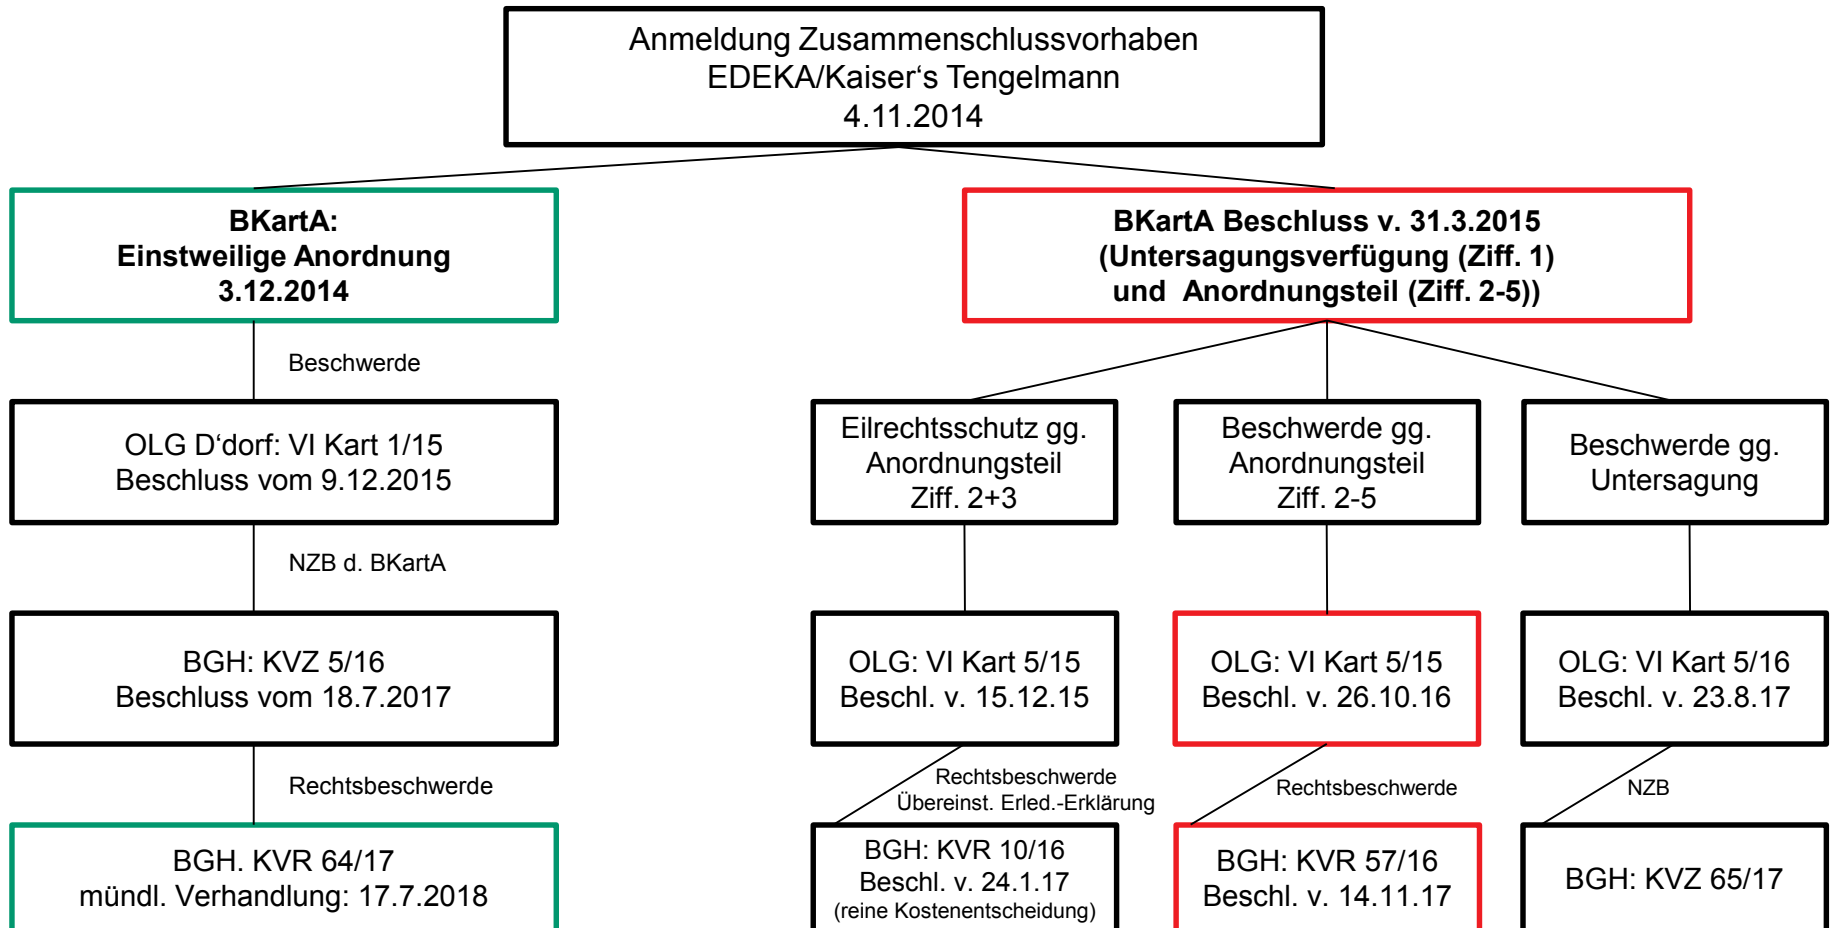 Anmeldung Zusammenschlussvorhaben
EDEKA/Kaiser‘s Tengelmann
4.11.2014
BKartA:
Einstweilige Anordnung
3.12.2014
BKartA Beschluss v. 31.3.2015
(Untersagungsverfügung (Ziff. 1)
und Anordnungsteil (Ziff. 2-5))
Beschwerde
OLG D‘dorf: VI Kart 1/15
Beschluss vom 9.12.2015
Eilrechtsschutz gg.
Anordnungsteil
Ziff. 2+3
Beschwerde gg.
Anordnungsteil
Ziff. 2-5
Beschwerde gg.
Untersagung
NZB d. BKartA
BGH: KVZ 5/16
Beschluss vom 18.7.2017
OLG: VI Kart 5/15
Beschl. v. 15.12.15
OLG: VI Kart 5/15
Beschl. v. 26.10.16
OLG: VI Kart 5/16
Beschl. v. 23.8.17
Rechtsbeschwerde
Rechtsbeschwerde
Übereinst. Erled.-Erklärung
Rechtsbeschwerde
NZB
BGH. KVR 64/17
mündl. Verhandlung: 17.7.2018
BGH: KVR 10/16
Beschl. v. 24.1.17
(reine Kostenentscheidung)
BGH: KVR 57/16
Beschl. v. 14.11.17
BGH: KVZ 65/17